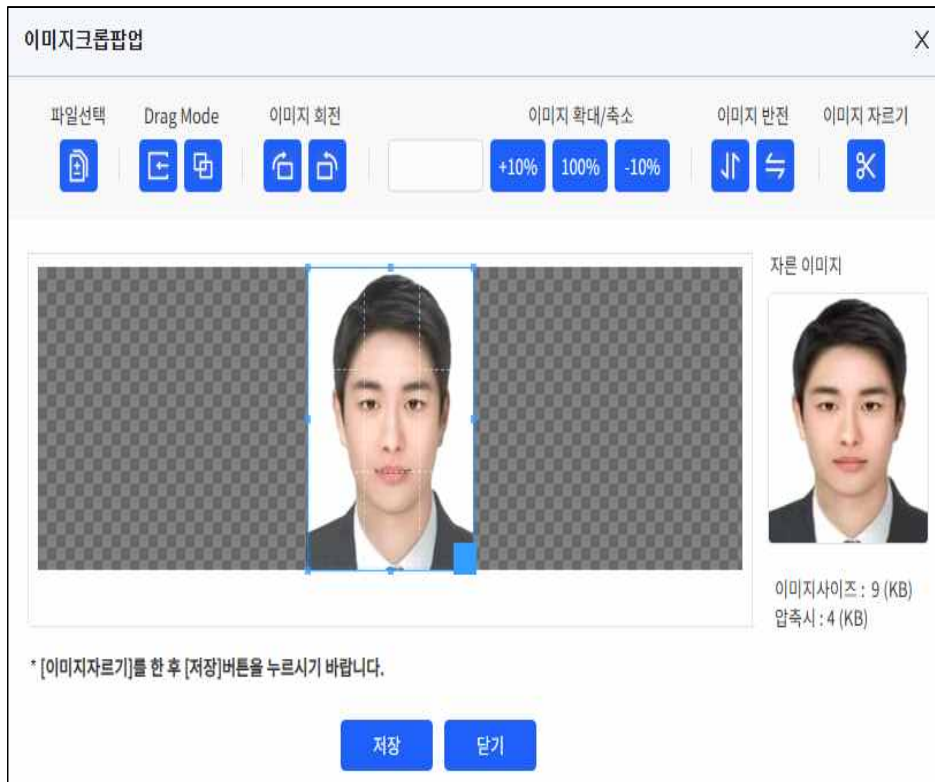 이미지크롭팝업
X
파일선택 Drag Mode 이미지 회전 이미지 확대/축소 이미지 반전 이미지 자르기
+10% 100% -10%
자른 이미지
이미지사이즈 : 9 (KB)
압축시 : 4 (KB)
* [이미지자르기]를 한 후 [저장]버튼을 누르시기 바랍니다.
저장 닫기